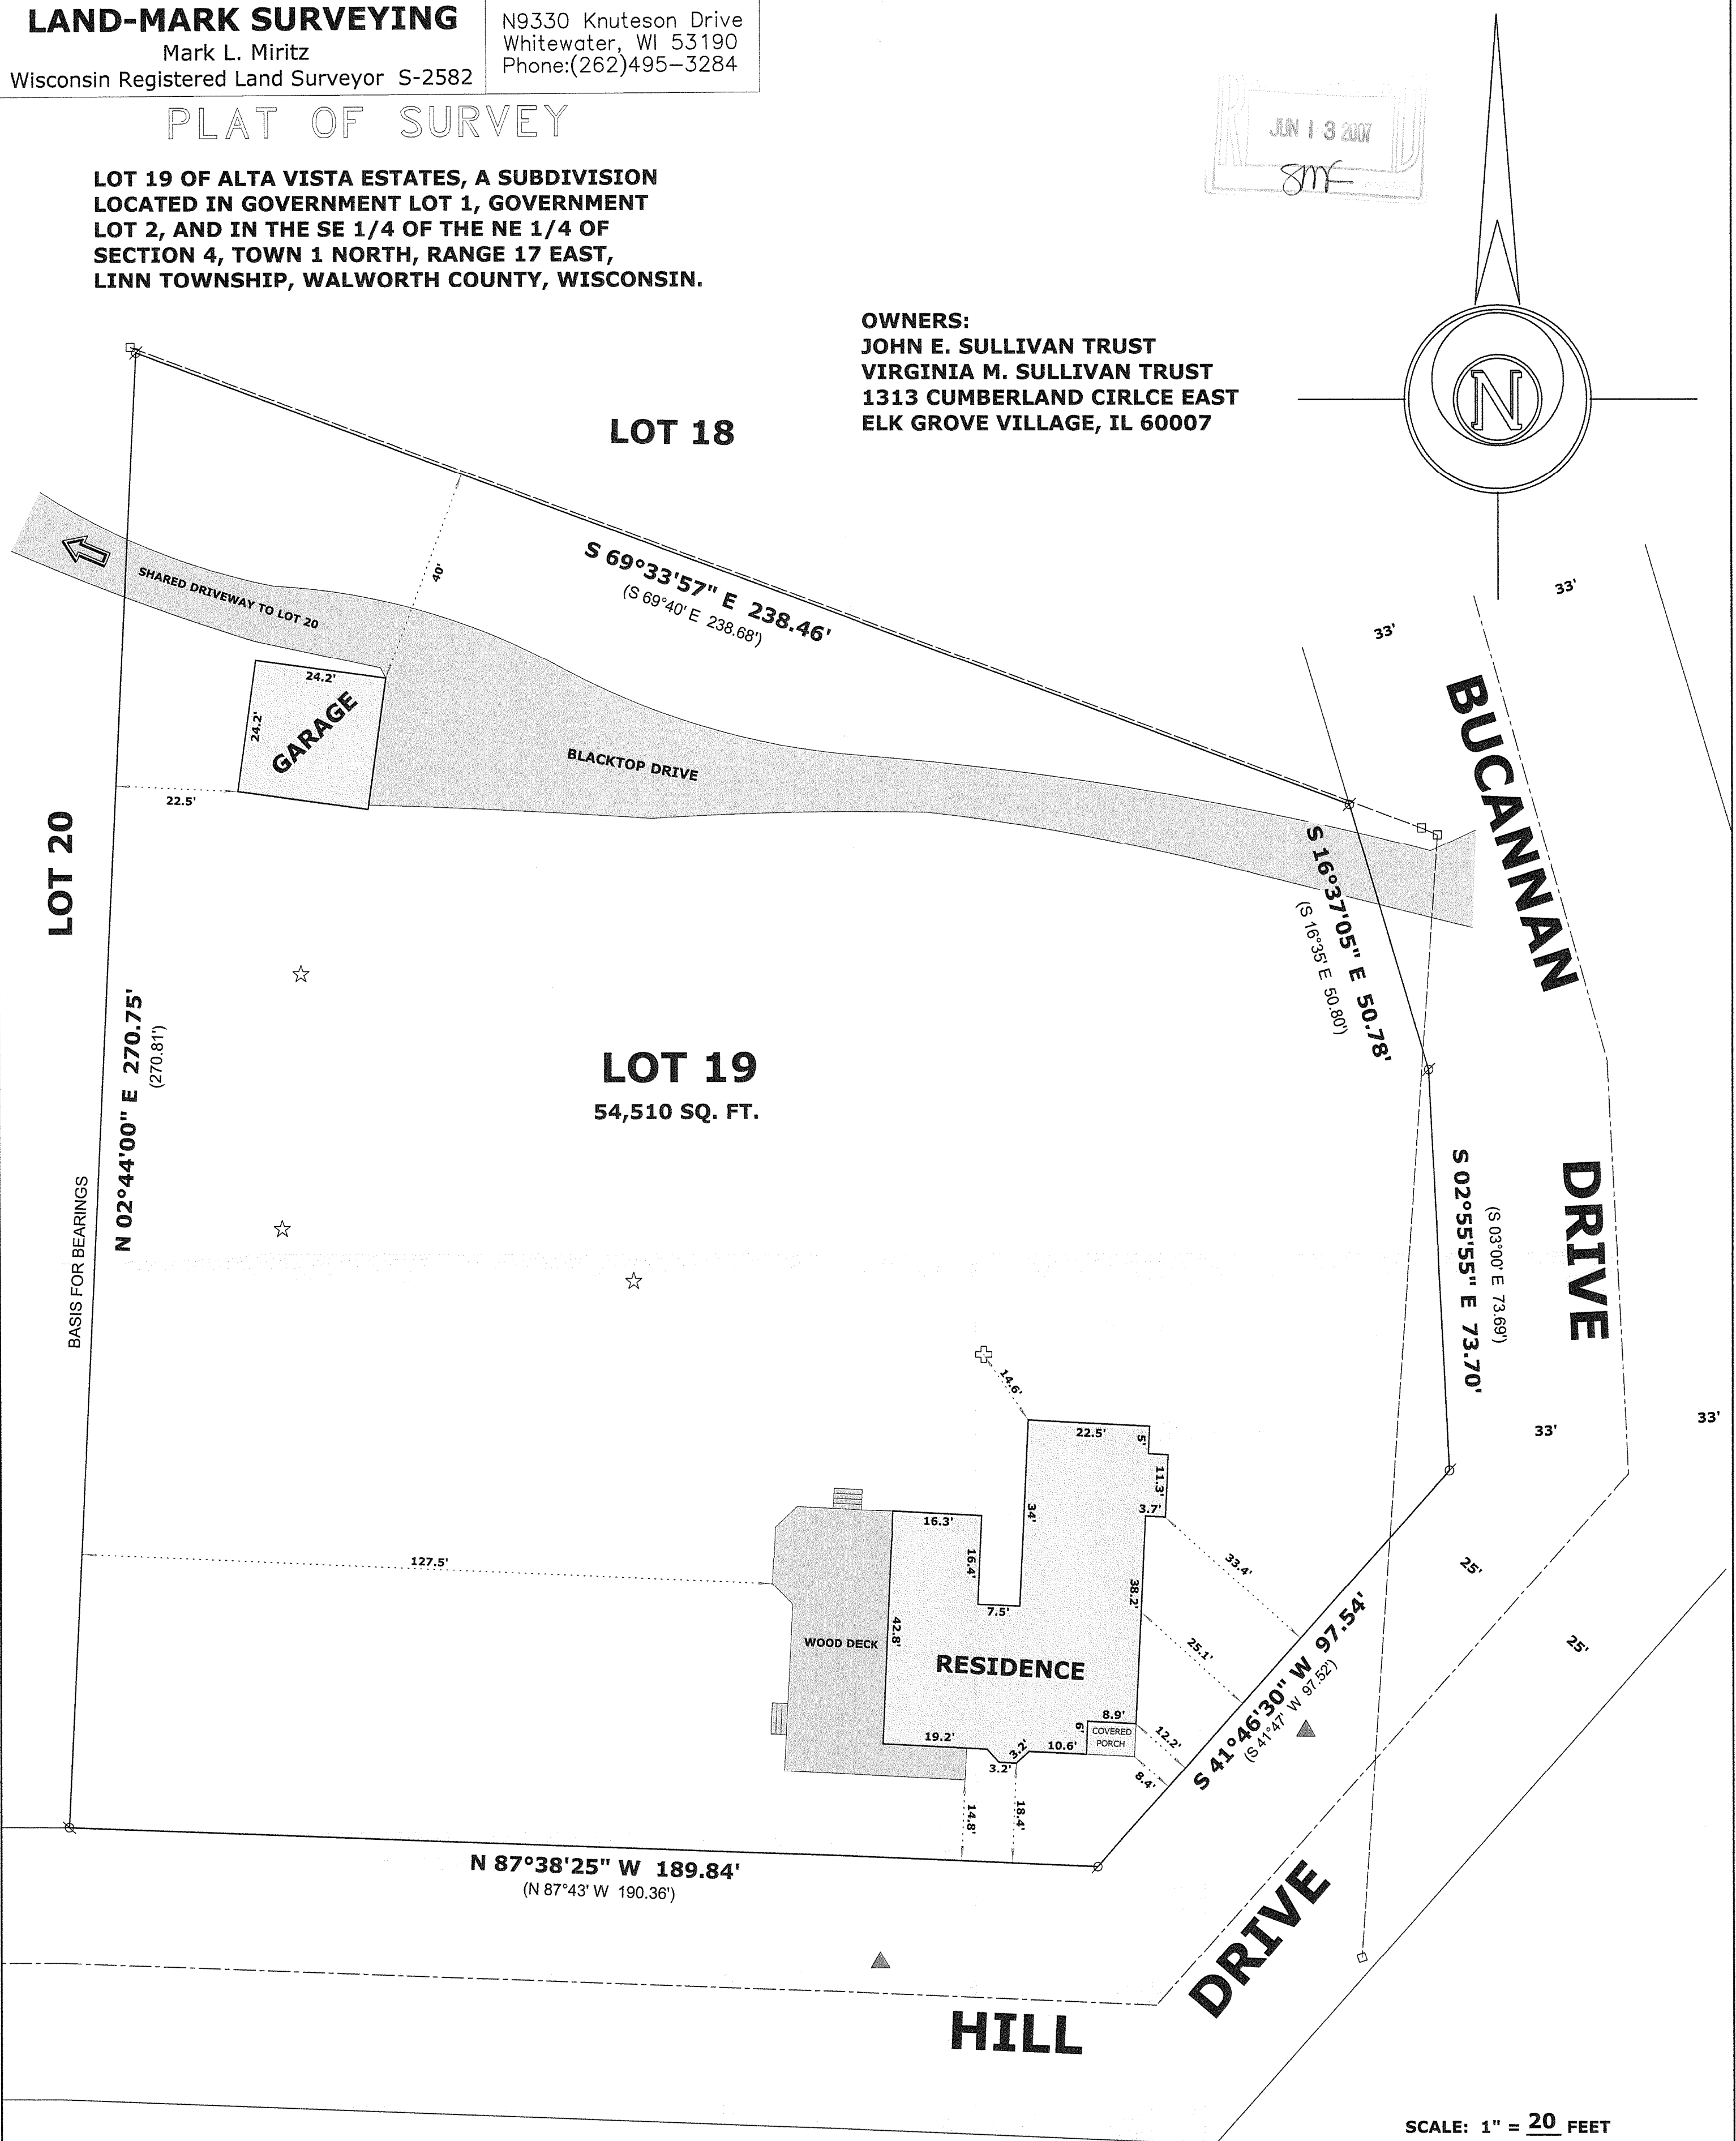 LAND-MARK SURVEYING
Mark L. Miritz
Wisconsin Registered Land Surveyor S-2582
N9330 Knuteson Drive
Whitewater, WI 53190
Phone:(262)495-3284
PLAT OF SURVEY
JUN 13 2007
LOT 19 OF ALTA VISTA ESTATES, A SUBDIVISION
LOCATED IN GOVERNMENT LOT 1, GOVERNMENT
LOT 2, AND IN THE SE 1/4 OF THE NE 1/4 OF
SECTION 4, TOWN 1 NORTH, RANGE 17 EAST,
LINN TOWNSHIP, WALWORTH COUNTY, WISCONSIN.
OWNERS:
JOHN E. SULLIVAN TRUST
VIRGINIA M. SULLIVAN TRUST
1313 CUMBERLAND CIRLCE EAST
ELK GROVE VILLAGE, IL 60007
N
LOT 18
S 69°33'57" E 238.46'
(S 69°40' E 238.68')
40'
SHARED DRIVEWAY TO LOT 20
24.2'
24.2'
GARAGE
22.5'
BLACKTOP DRIVE
33'
33'
BUCANNAN
DRIVE
S 16°37'05" E 50.78'
(S 16°35' E 50.80')
LOT 20
N 02°44'00" E 270.75'
(270.81')
BASIS FOR BEARINGS
LOT 19
54,510 SQ. FT.
S 02°55'55" E 73.70'
(S 03°00' E 73.69')
33'
33'
14.6'
22.5'
5'
11.3'
3.7'
34'
16.3'
16.4'
7.5'
38.2'
33.4'
25.1'
127.5'
WOOD DECK
42.8'
RESIDENCE
8.9'
6'
COVERED
PORCH
12.2'
8.4'
19.2'
3.2'
3.2'
10.6'
14.8'
18.4'
S 41°46'30" W 97.54'
(S 41°47' W 97.52')
25'
25'
N 87°38'25" W 189.84'
(N 87°43' W 190.36')
HILL
DRIVE
SCALE: 1" = 20 FEET